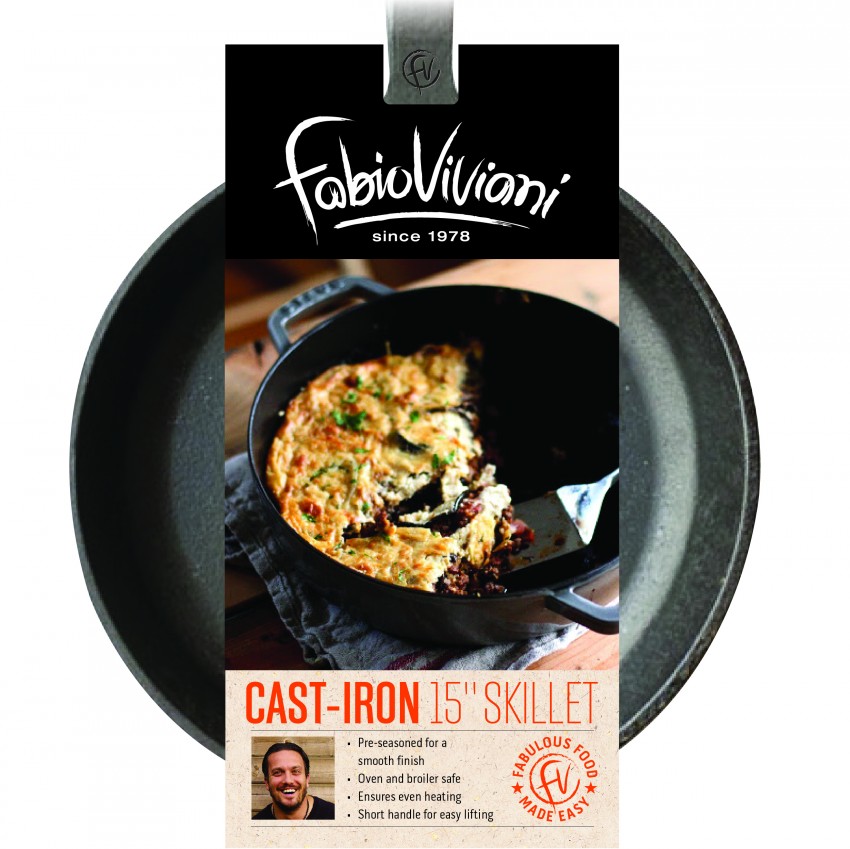 FV
FabioViviani
since 1978
STAUB
CAST-IRON 15" SKILLET
• Pre-seasoned for a
smooth finish
• Oven and broiler safe
• Ensures even heating
• Short handle for easy lifting
FABULOUS FOOD
FV
MADE EASY